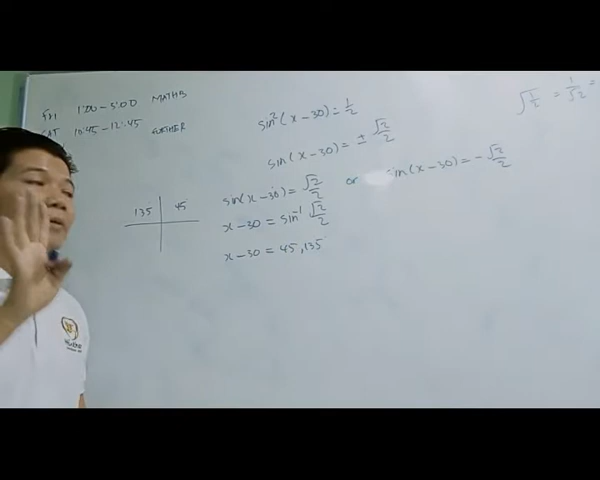 Fri 1:00 - 5:00 MATHS
SAT 10:45 - 12:45 FURTHER
sin²(x - 30) = 1/2
√1/2 = 1/√2 =
sin(x - 30) = ± √2/2
sin(x - 30) = √2/2 or sin(x - 30) = - √2/2
135 45
x - 30 = sin⁻¹ √2/2
x - 30 = 45, 135